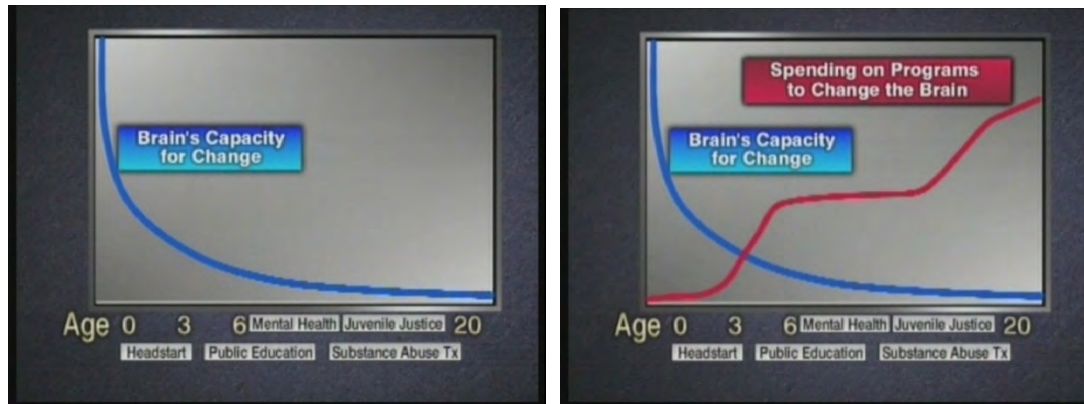 Brain's Capacity
for Change
Age 0 3 6 Mental Health Juvenile Justice 20
Headstart Public Education Substance Abuse Tx
Spending on Programs
to Change the Brain
Brain's Capacity
for Change
Age 0 3 6 Mental Health Juvenile Justice 20
Headstart Public Education Substance Abuse Tx